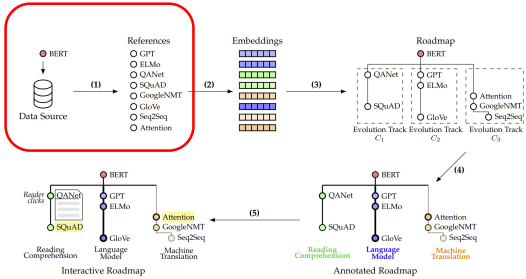 References
BERT
GPT
ELMo
QANet
SQuAD
GoogleNMT
GloVe
Seq2Seq
Attention
Data Source
(1)
(2)
Embeddings
(3)
Roadmap
BERT
QANet
GPT
ELMo
Attention
SQuAD
GoogleNMT
GloVe
Seq2Seq
Evolution Track
C1
Evolution Track
C2
Evolution Track
C3
(4)
BERT
QANet
GPT
ELMo
Attention
SQuAD
GoogleNMT
GloVe
Seq2Seq
Reading
Comprehension
Language
Model
Machine
Translation
Annotated Roadmap
(5)
BERT
Reader
clicks
QANet
GPT
ELMo
Attention
SQuAD
GoogleNMT
GloVe
Seq2Seq
Reading
Comprehension
Language
Model
Machine
Translation
Interactive Roadmap